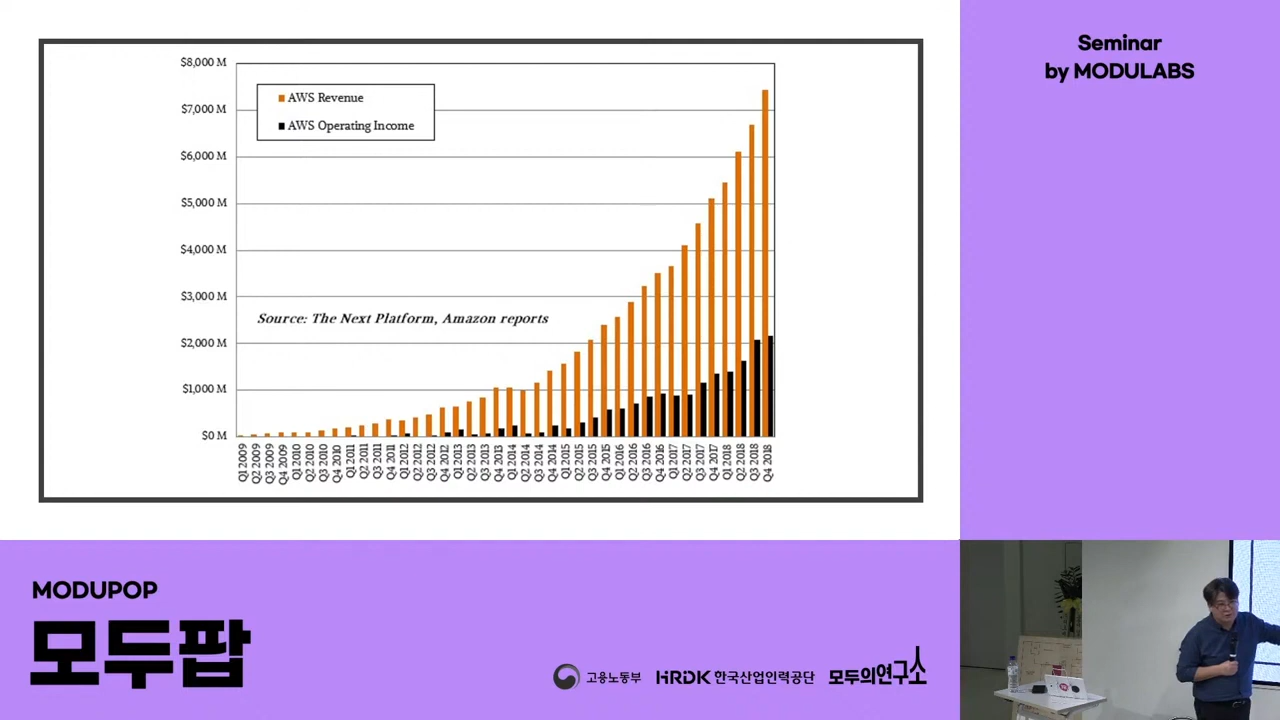 $8,000 M
$7,000 M
$6,000 M
$5,000 M
$4,000 M
$3,000 M
$2,000 M
$1,000 M
$0 M
AWS Revenue
AWS Operating Income
Source: The Next Platform, Amazon reports
Q1 2009
Q2 2009
Q3 2009
Q4 2009
Q1 2010
Q2 2010
Q3 2010
Q4 2010
Q1 2011
Q2 2011
Q3 2011
Q4 2011
Q1 2012
Q2 2012
Q3 2012
Q4 2012
Q1 2013
Q2 2013
Q3 2013
Q4 2013
Q1 2014
Q2 2014
Q3 2014
Q4 2014
Q1 2015
Q2 2015
Q3 2015
Q4 2015
Q1 2016
Q2 2016
Q3 2016
Q4 2016
Q1 2017
Q2 2017
Q3 2017
Q4 2017
Q1 2018
Q2 2018
Q3 2018
Q4 2018
Seminar
by MODULABS
MODUPOP
모두팝
고용노동부
HRDK 한국산업인력공단
모두의연구소